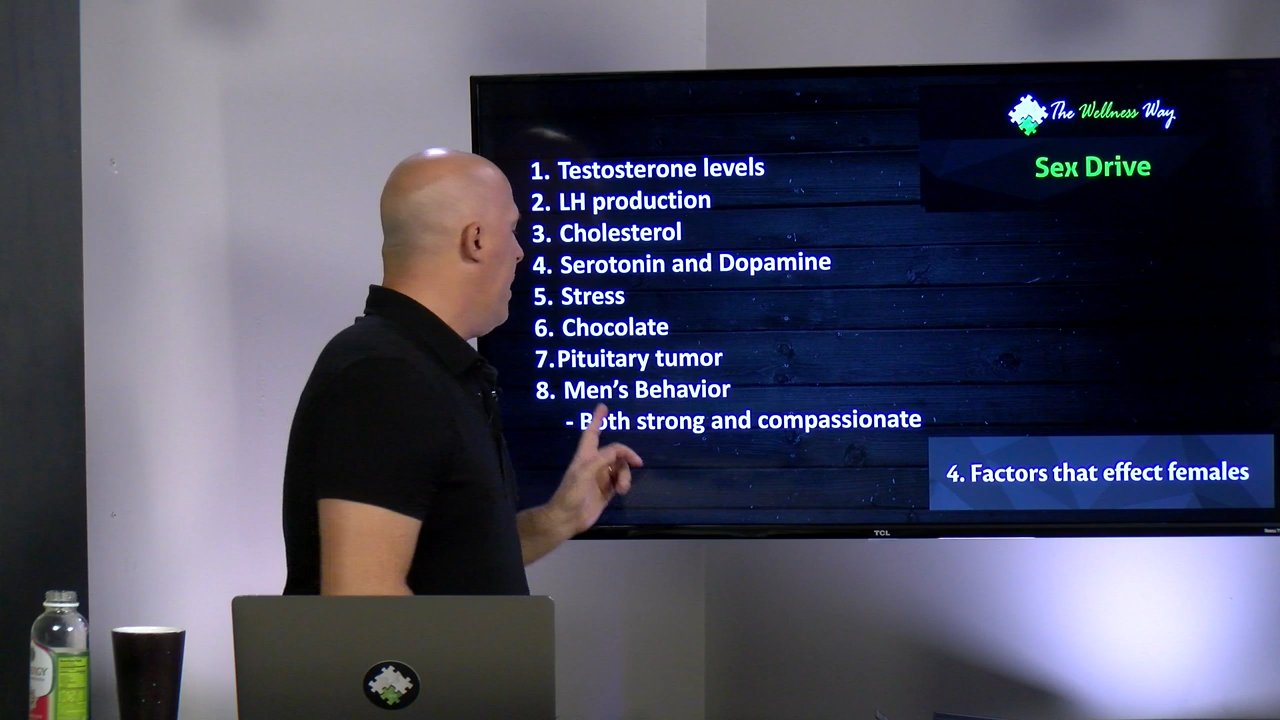 The Wellness Way
Sex Drive
1. Testosterone levels
2. LH production
3. Cholesterol
4. Serotonin and Dopamine
5. Stress
6. Chocolate
7.Pituitary tumor
8. Men's Behavior
- Both strong and compassionate
4. Factors that effect females
TCL